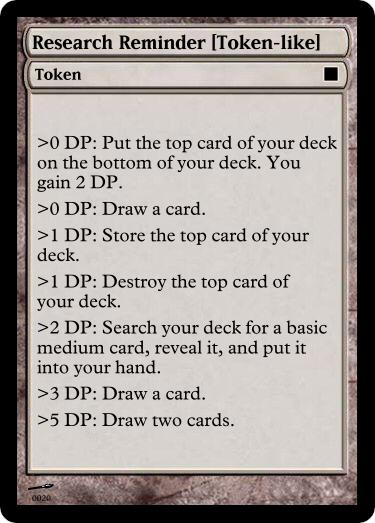 Research Reminder [Token-like]
Token
>0 DP: Put the top card of your deck
on the bottom of your deck. You
gain 2 DP.
>0 DP: Draw a card.
>1 DP: Store the top card of your
deck.
>1 DP: Destroy the top card of
your deck.
>2 DP: Search your deck for a basic
medium card, reveal it, and put it
into your hand.
>3 DP: Draw a card.
>5 DP: Draw two cards.
0020